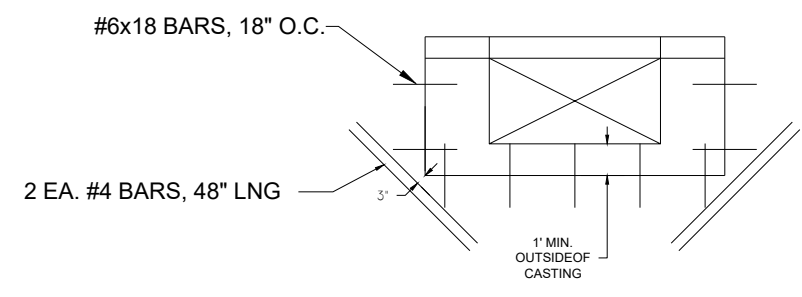 #6x18 BARS, 18" O.C.
2 EA. #4 BARS, 48" LNG
3"
1' MIN.
OUTSIDEOF
CASTING